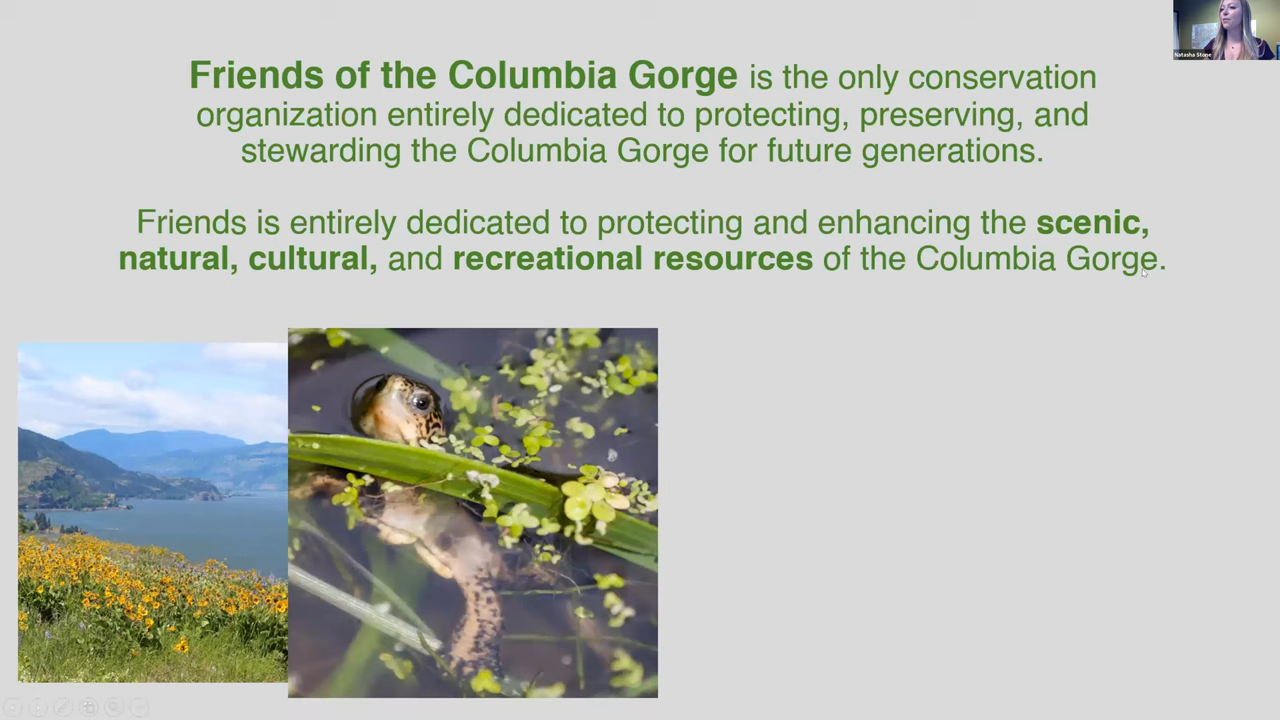 Natasha Stone
Friends of the Columbia Gorge is the only conservation
organization entirely dedicated to protecting, preserving, and
stewarding the Columbia Gorge for future generations.
Friends is entirely dedicated to protecting and enhancing the scenic,
natural, cultural, and recreational resources of the Columbia Gorge.